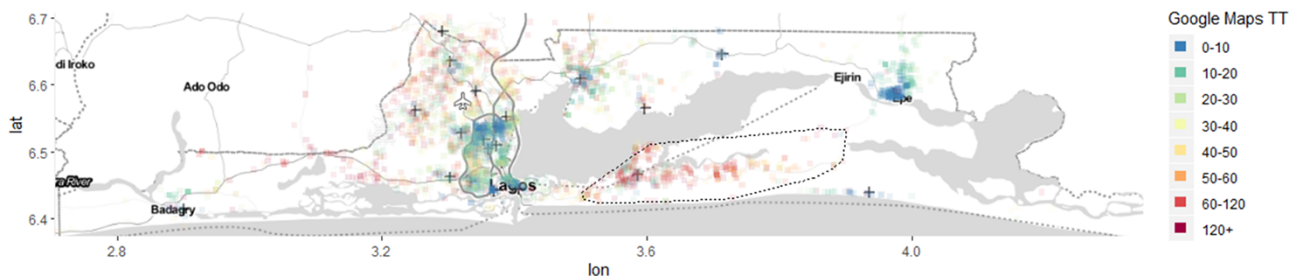 Google Maps TT
0-10
10-20
20-30
30-40
40-50
50-60
60-120
120+
lat
6.7
6.6
6.5
6.4
di Iroko
Ado Odo
ra River
Badagry
Lagos
Ejirin
Epe
2.8
3.2
3.6
4.0
lon